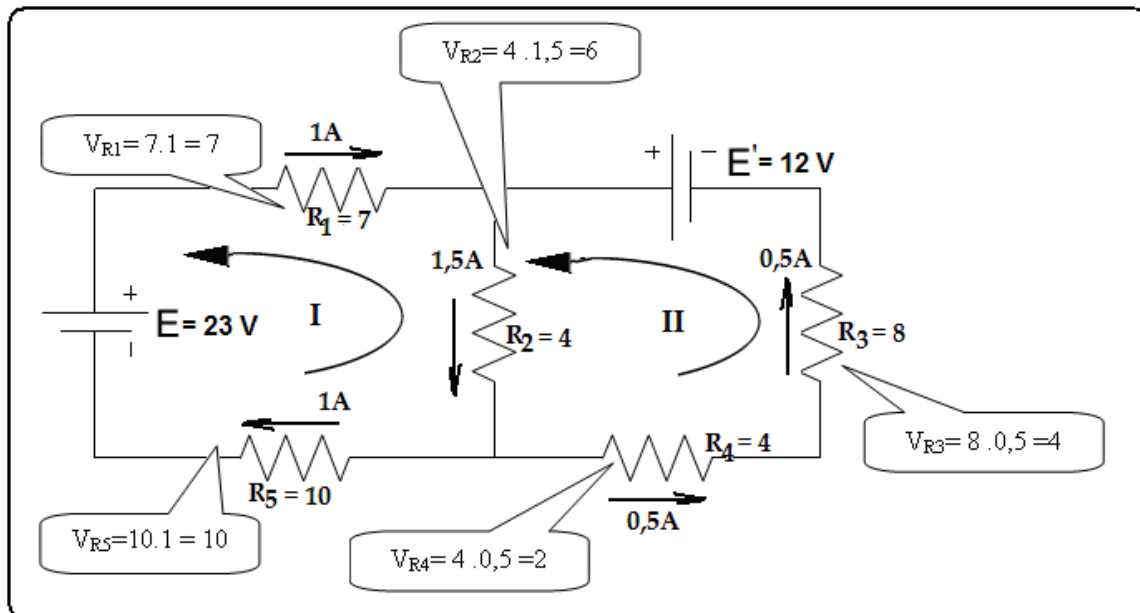 V_R2= 4 .1,5 =6
V_R1= 7.1 = 7
1A
+ −
E'= 12 V
R_1 = 7
1,5A
0,5A
+
E= 23 V
−
I
II
R_2 = 4
R_3 = 8
1A
R_4 = 4
V_R3= 8 .0,5 =4
R_5 = 10
0,5A
V_R5=10.1 = 10
V_R4= 4 .0,5 =2